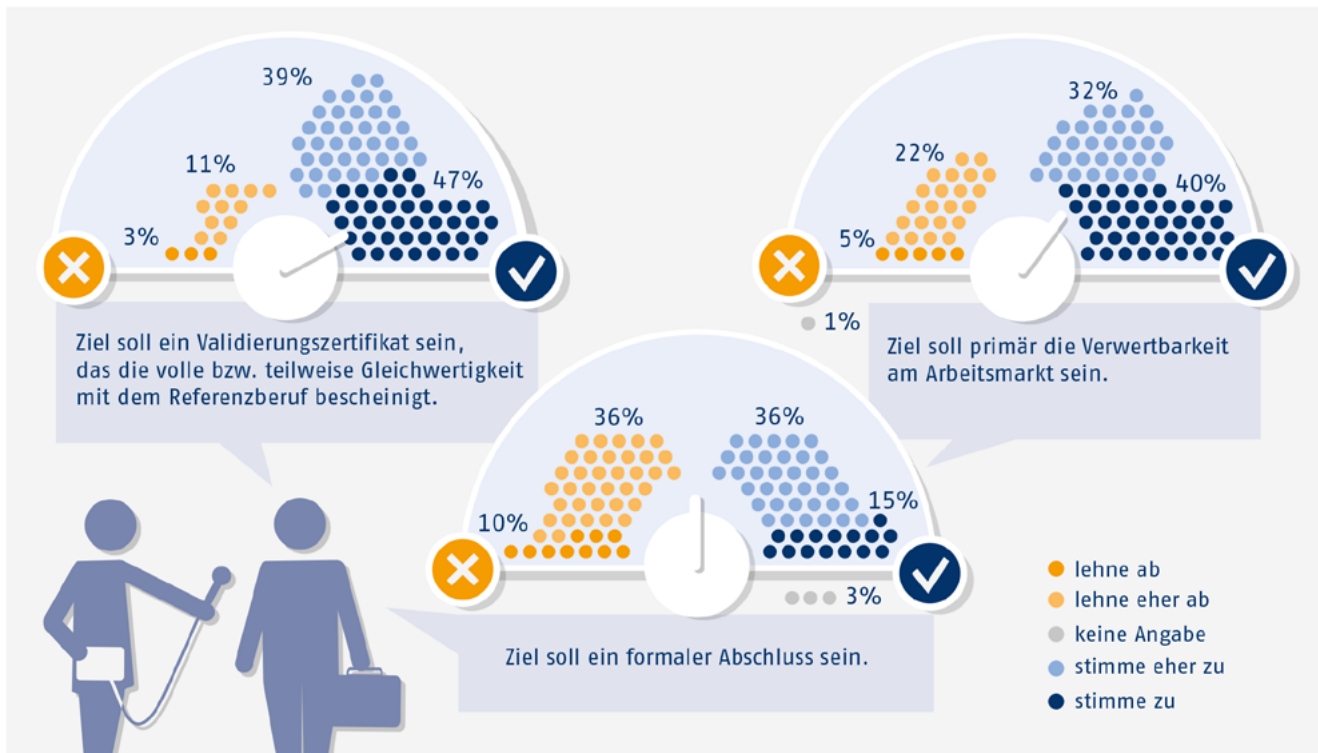 39%
11%
47%
3%
Ziel soll ein Validierungszertifikat sein,
das die volle bzw. teilweise Gleichwertigkeit
mit dem Referenzberuf bescheinigt.
32%
22%
40%
5%
1%
Ziel soll primär die Verwertbarkeit
am Arbeitsmarkt sein.
36%
36%
10%
15%
3%
Ziel soll ein formaler Abschluss sein.
lehne ab
lehne eher ab
keine Angabe
stimme eher zu
stimme zu